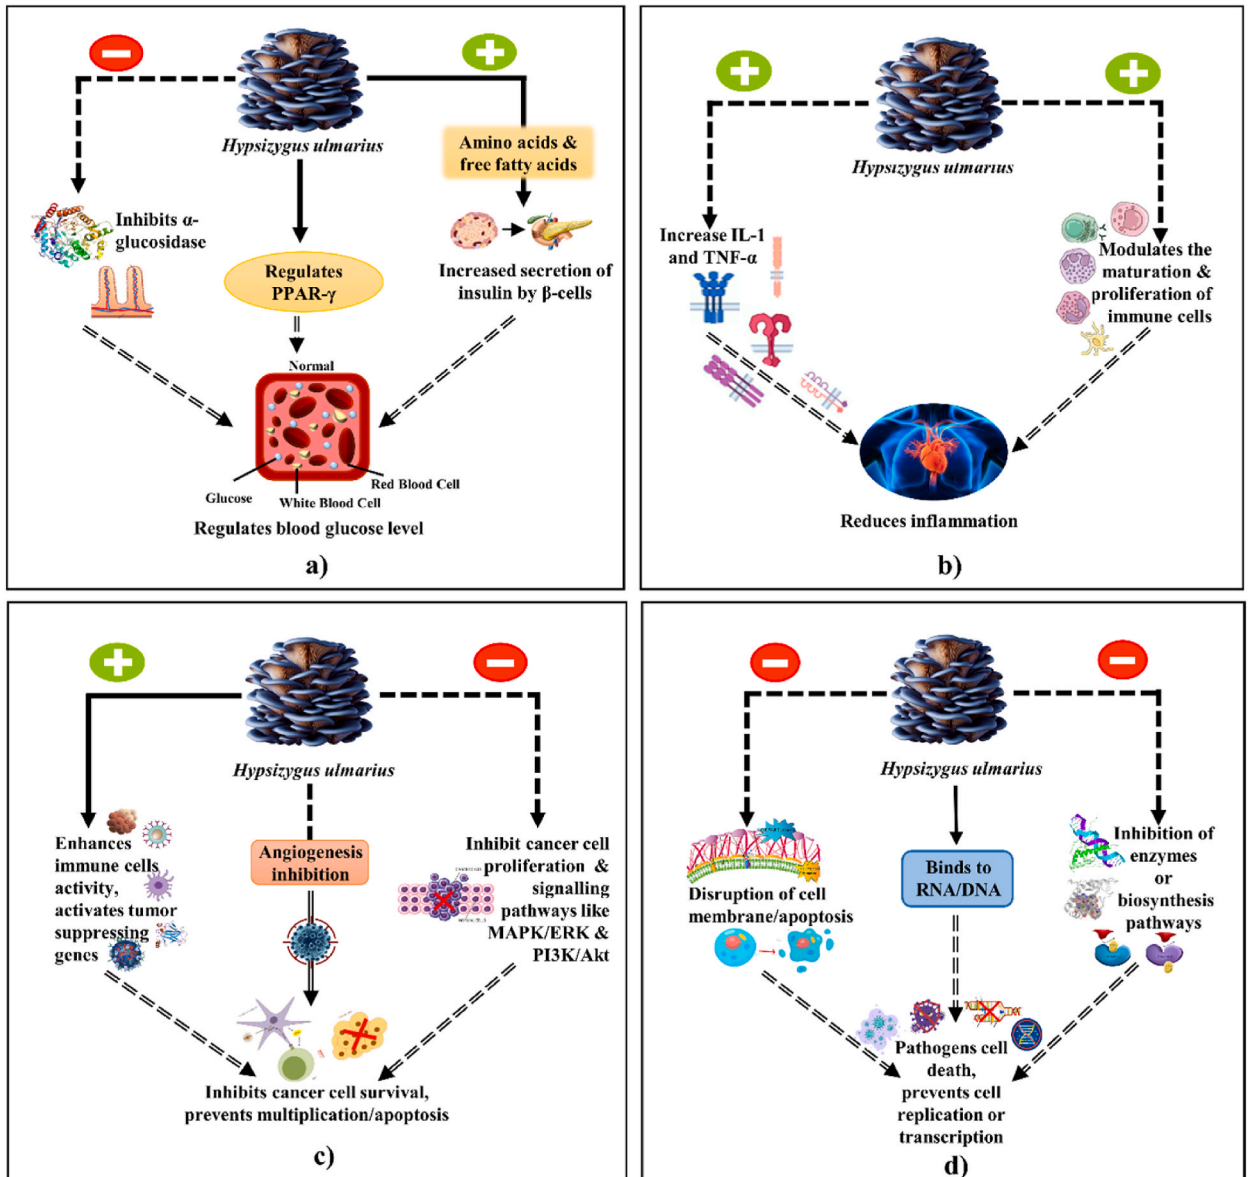 Hypsizygus ulmarius
Amino acids &
free fatty acids
Inhibits α-
glucosidase
Regulates
PPAR-γ
Increased secretion of
insulin by β-cells
Normal
Red Blood Cell
Glucose
White Blood Cell
Regulates blood glucose level
a)
Hypsizygus ulmarius
Increase IL-1
and TNF-α
Modulates the
maturation &
proliferation of
immune cells
Reduces inflammation
b)
Hypsizygus ulmarius
Enhances
immune cells
activity,
activates tumor
suppressing
genes
Angiogenesis
inhibition
Inhibit cancer cell
proliferation &
signalling
pathways like
MAPK/ERK &
PI3K/Akt
Inhibits cancer cell survival,
prevents multiplication/apoptosis
c)
Hypsizygus ulmarius
Disruption of cell
membrane/apoptosis
Binds to
RNA/DNA
Inhibition of
enzymes
or
biosynthesis
pathways
Pathogens cell
death,
prevents cell
replication or
transcription
d)